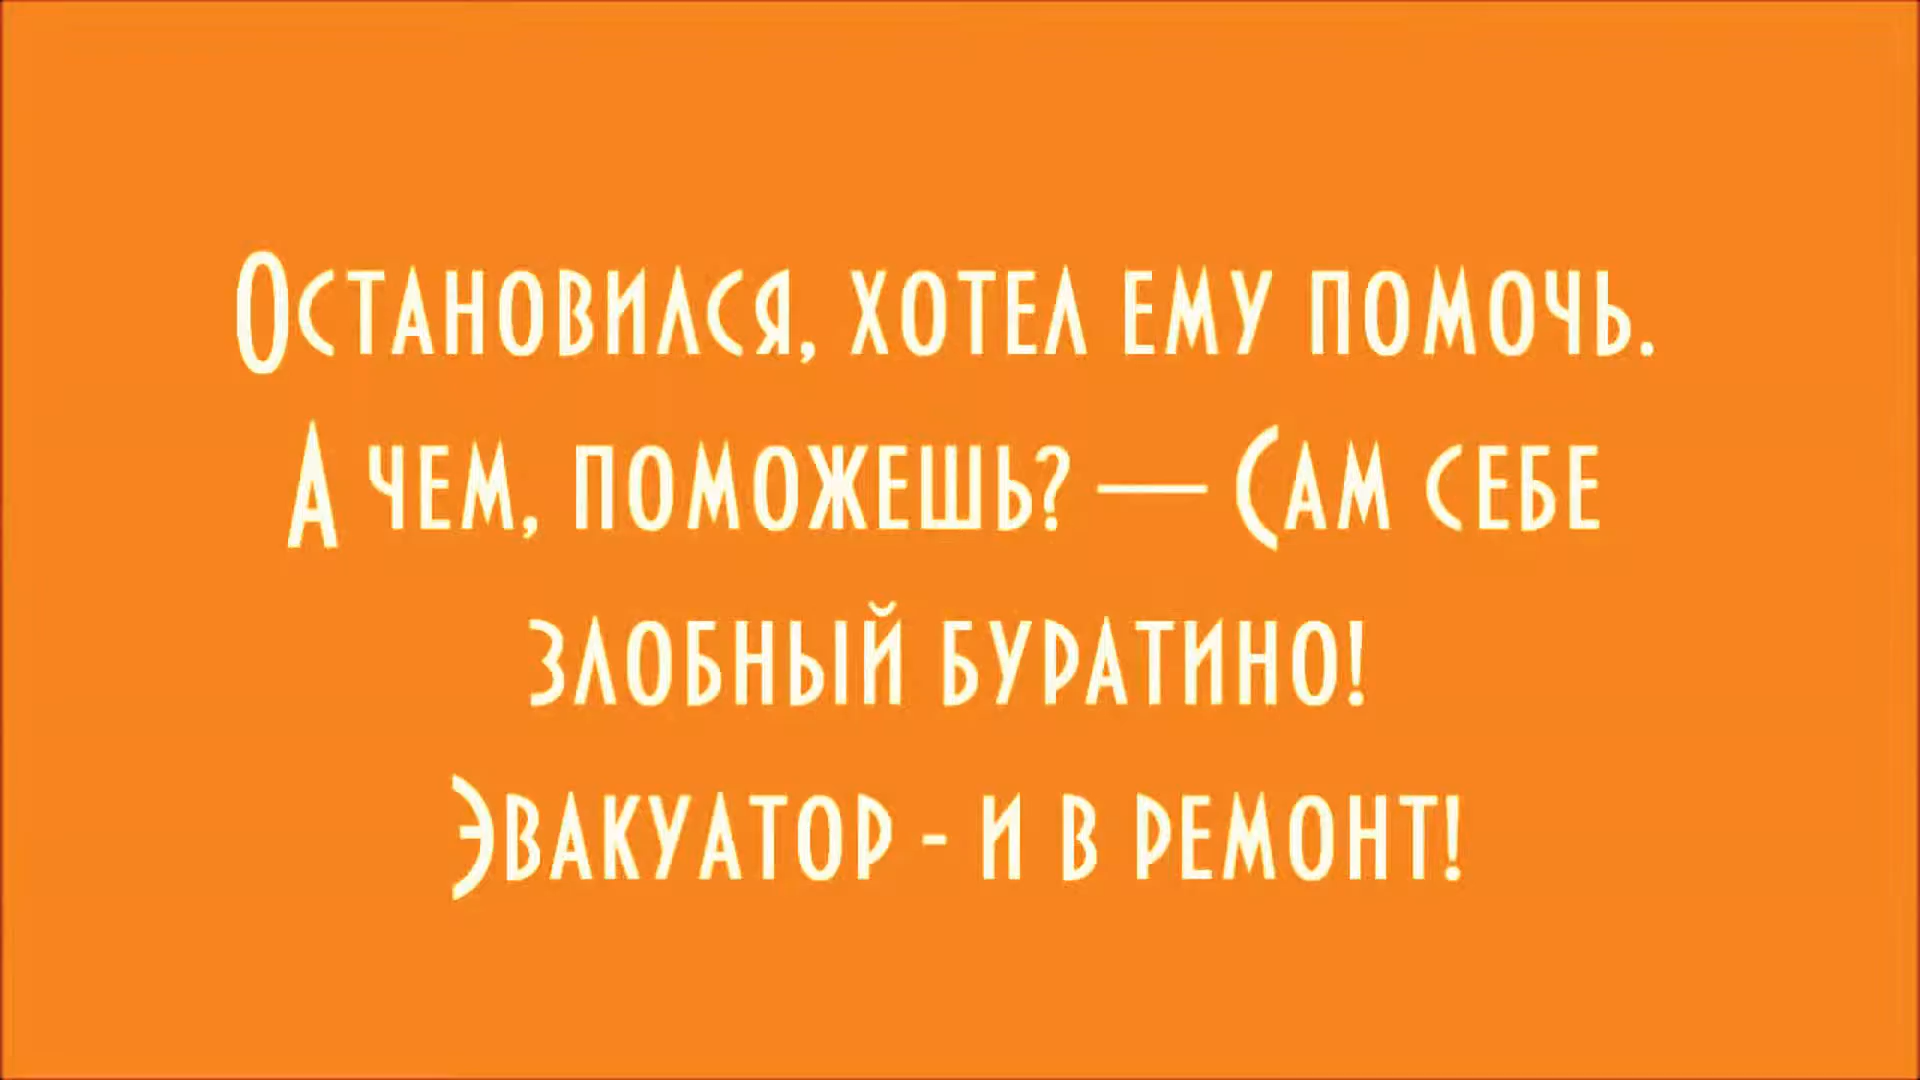 Остановился, хотел ему помочь.
А чем, поможешь? — Сам себе
злобный буратино!
Эвакуатор - и в ремонт!